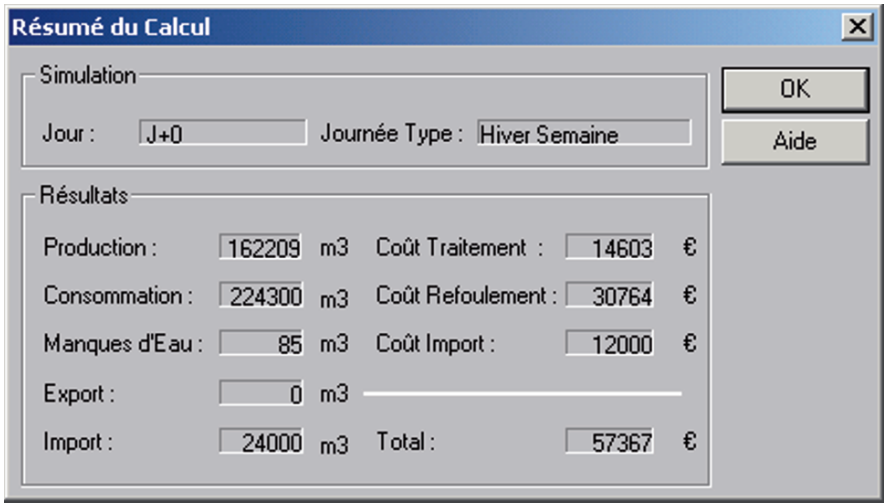 Résumé du Calcul
Simulation
Jour : J+0 Journée Type : Hiver Semaine
OK
Aide
Résultats
Production : 162209 m3 Coût Traitement : 14603 €
Consommation : 224300 m3 Coût Refoulement : 30764 €
Manques d'Eau : 85 m3 Coût Import : 12000 €
Export : 0 m3
Import : 24000 m3 Total : 57367 €